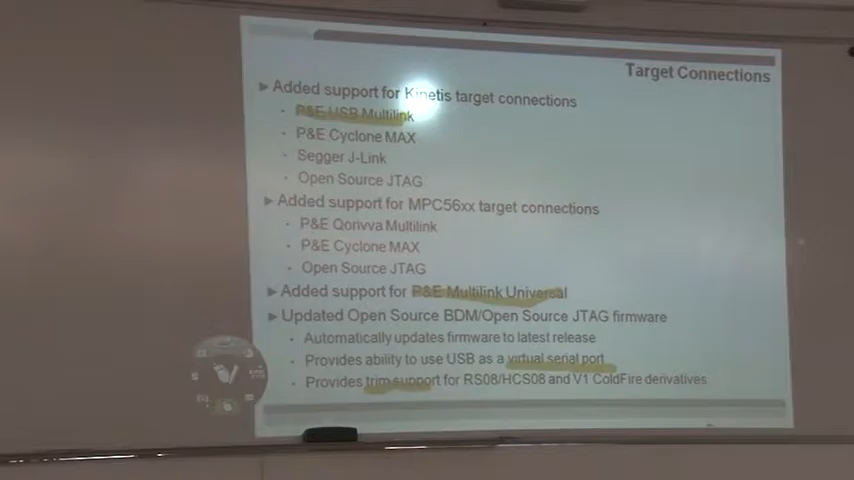 Target Connections
Added support for Kinetis target connections
P&E USB Multilink
P&E Cyclone MAX
Segger J-Link
Open Source JTAG
Added support for MPC56xx target connections
P&E Qorivva Multilink
P&E Cyclone MAX
Open Source JTAG
Added support for P&E Multilink Universal
Updated Open Source BDM/Open Source JTAG firmware
Automatically updates firmware to latest release
Provides ability to use USB as a virtual serial port
Provides trim support for RS08/HCS08 and V1 ColdFire derivatives